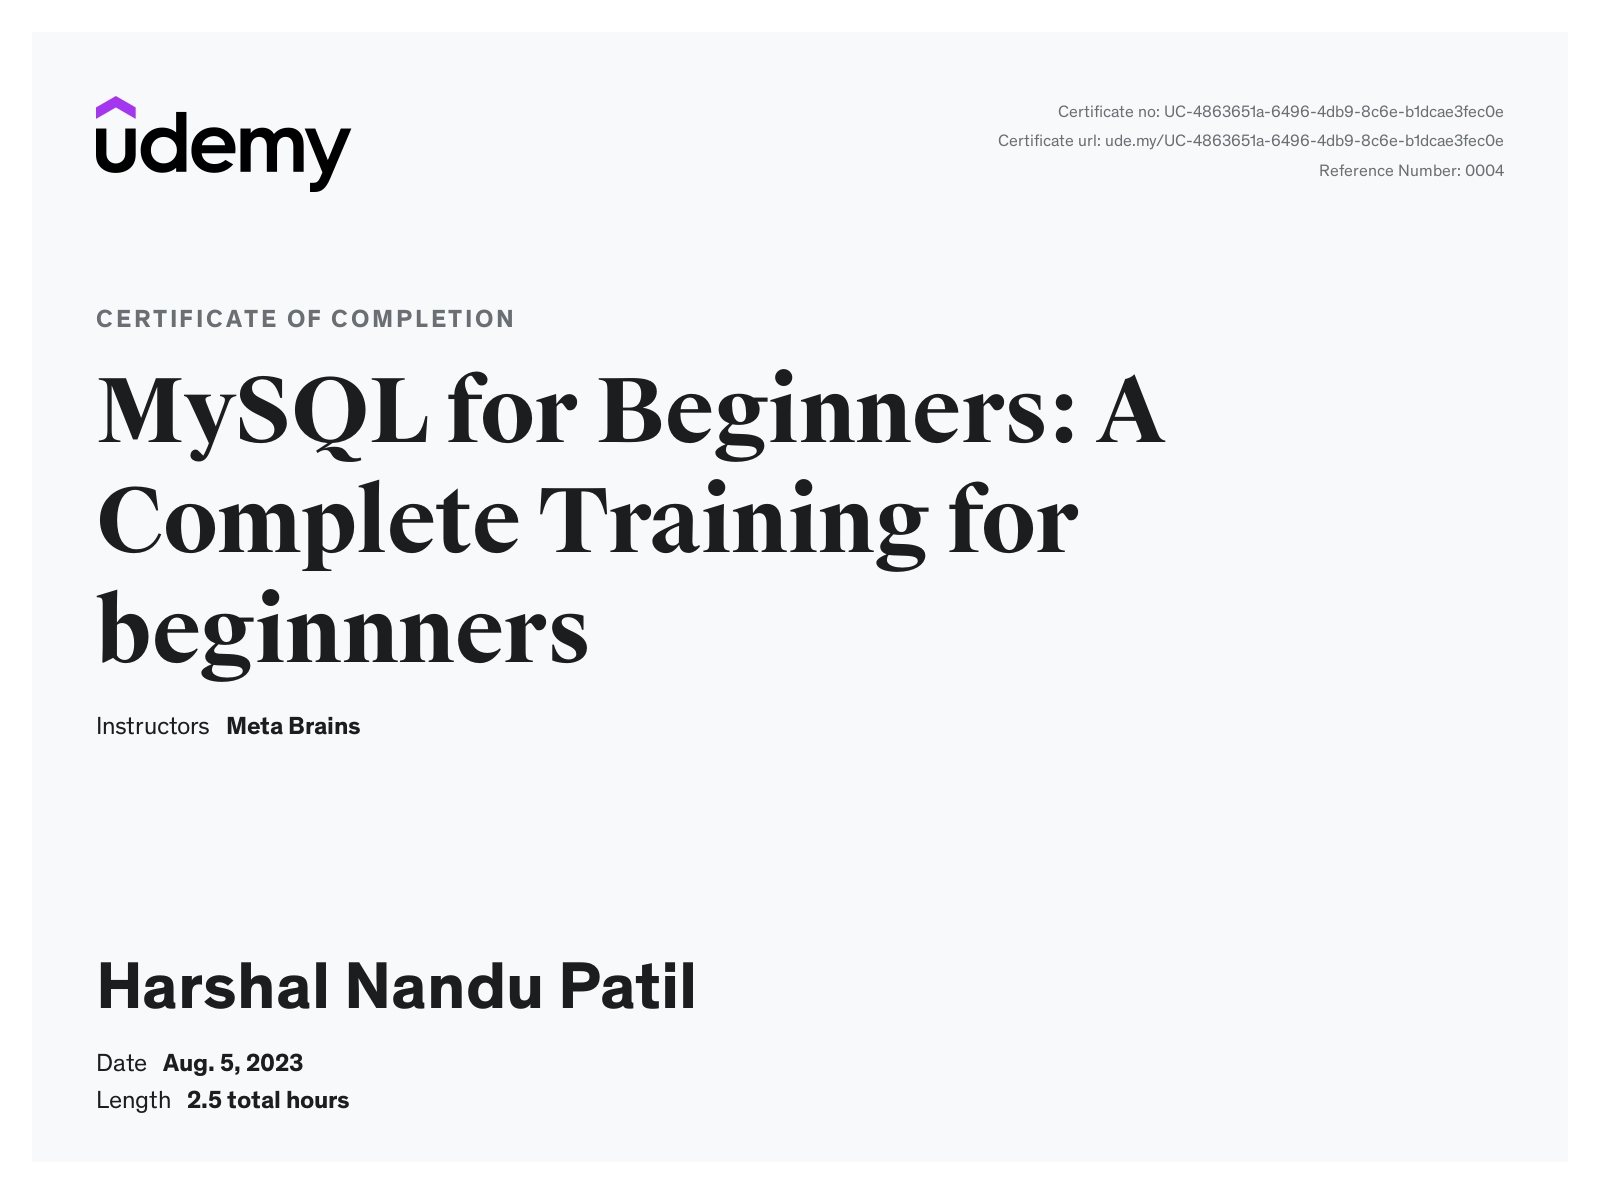 udemy
Certificate no: UC-4863651a-6496-4db9-8c6e-b1dcae3fec0e
Certificate url: ude.my/UC-4863651a-6496-4db9-8c6e-b1dcae3fec0e
Reference Number: 0004
CERTIFICATE OF COMPLETION
MySQL for Beginners: A
Complete Training for
beginnners
Instructors Meta Brains
Harshal Nandu Patil
Date Aug. 5, 2023
Length 2.5 total hours